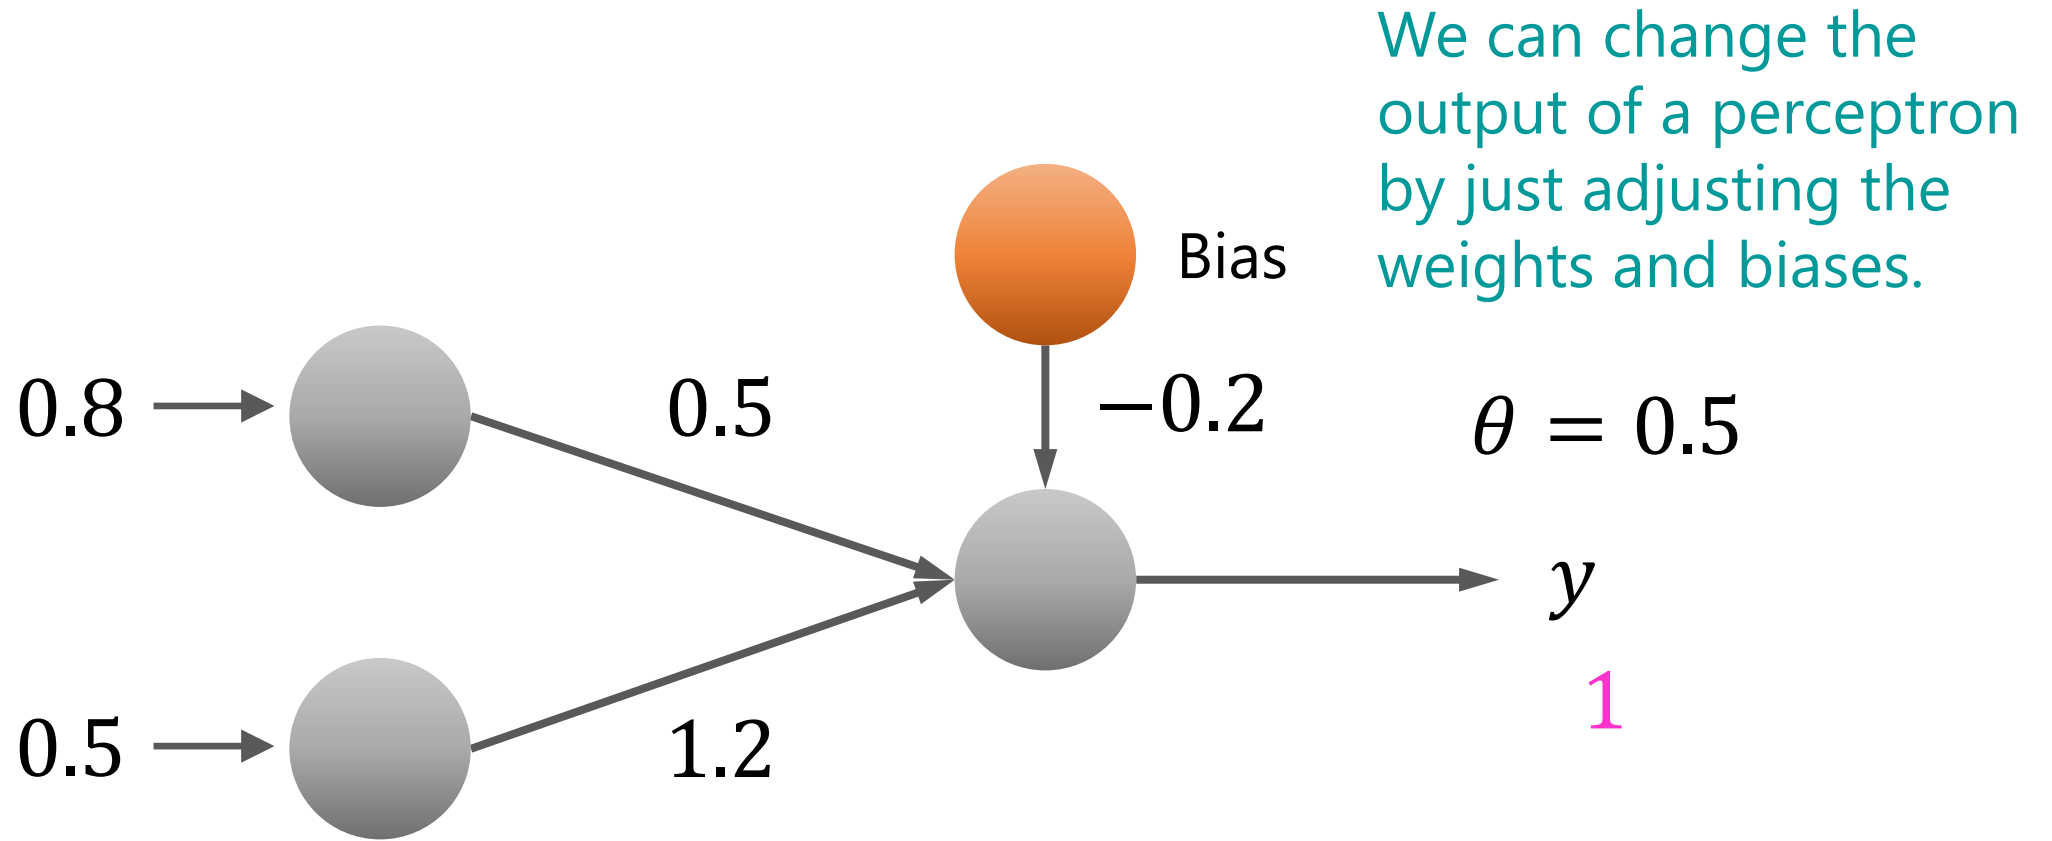 We can change the
output of a perceptron
by just adjusting the
weights and biases.
Bias
0.8
0.5
−0.2
θ = 0.5
y
1
0.5
1.2